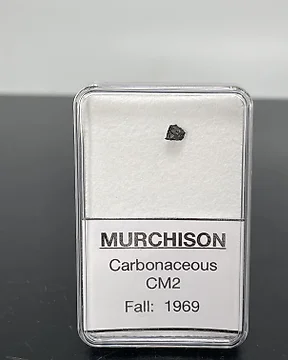 MURCHISON
Carbonaceous
CM2
Fall: 1969